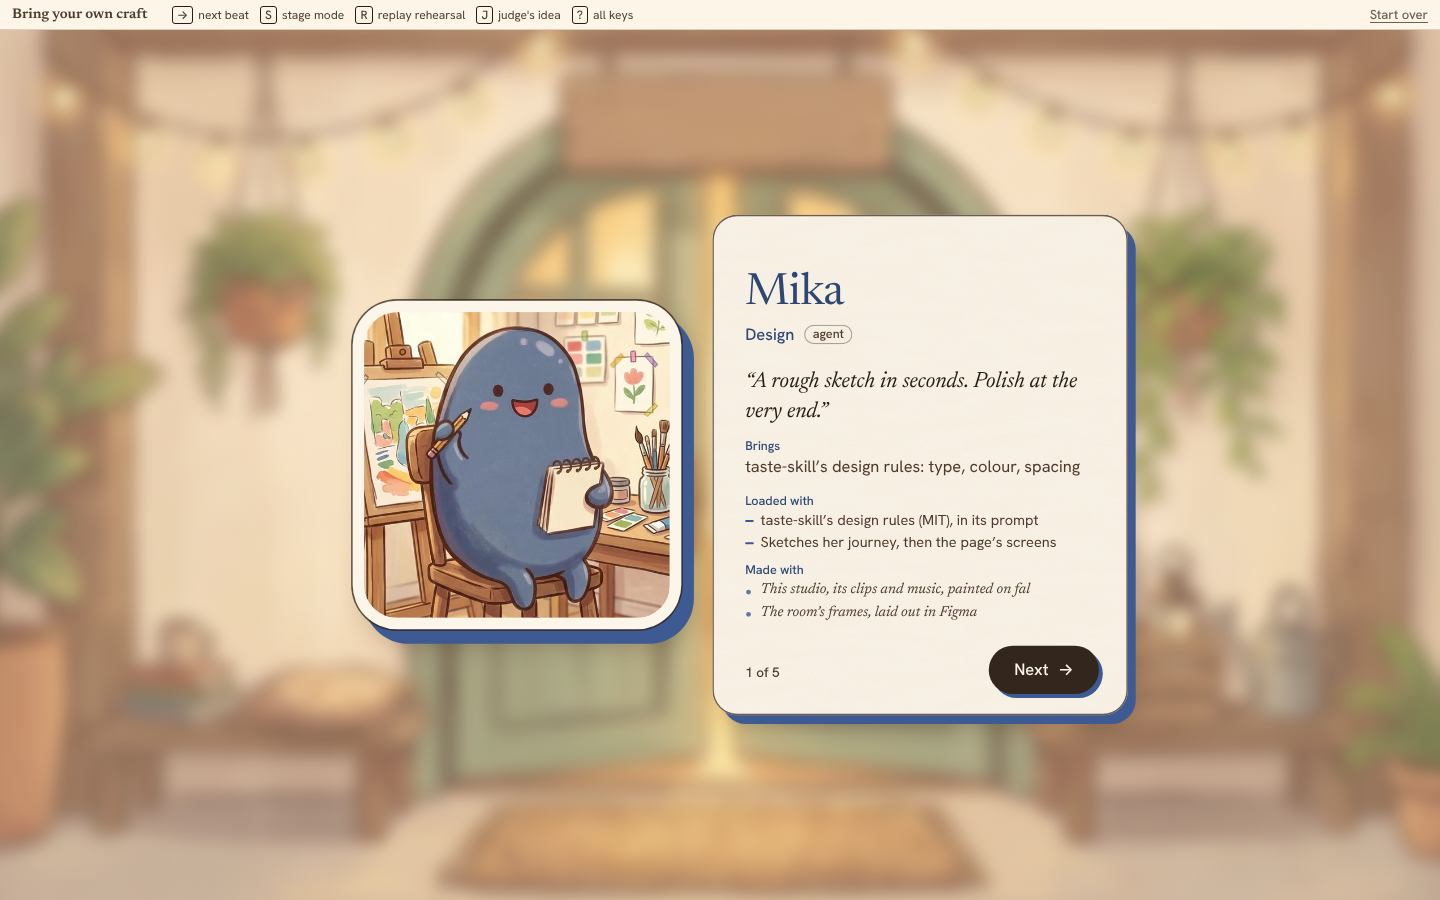 Bring your own craft
→ next beat S stage mode R replay rehearsal J judge's idea ? all keys
Start over
Mika
Design agent
“A rough sketch in seconds. Polish at the
very end.”
Brings
taste-skill’s design rules: type, colour, spacing
Loaded with
– taste-skill’s design rules (MIT), in its prompt
– Sketches her journey, then the page’s screens
Made with
• This studio, its clips and music, painted on fal
• The room’s frames, laid out in Figma
1 of 5
Next →